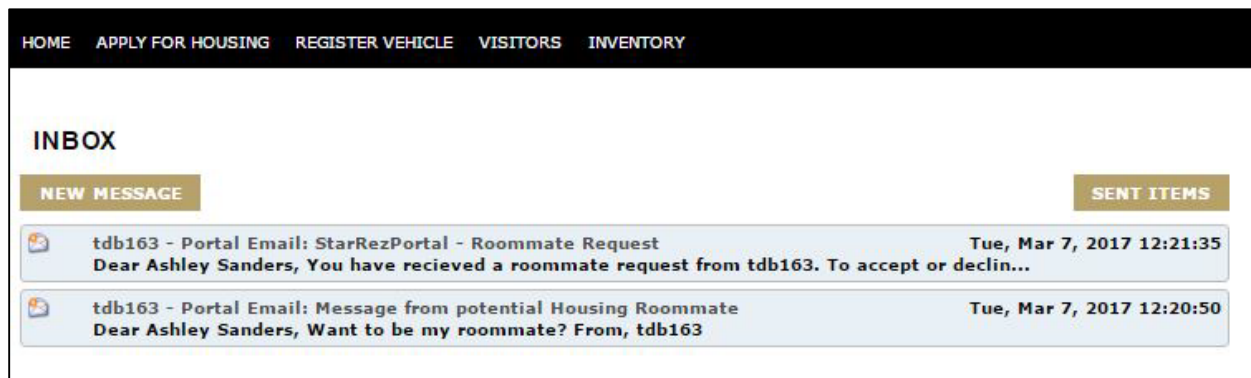 HOME APPLY FOR HOUSING REGISTER VEHICLE VISITORS INVENTORY
INBOX
NEW MESSAGE SENT ITEMS
tdb163 - Portal Email: StarRezPortal - Roommate Request Tue, Mar 7, 2017 12:21:35
Dear Ashley Sanders, You have recieved a roommate request from tdb163. To accept or declin...
tdb163 - Portal Email: Message from potential Housing Roommate Tue, Mar 7, 2017 12:20:50
Dear Ashley Sanders, Want to be my roommate? From, tdb163